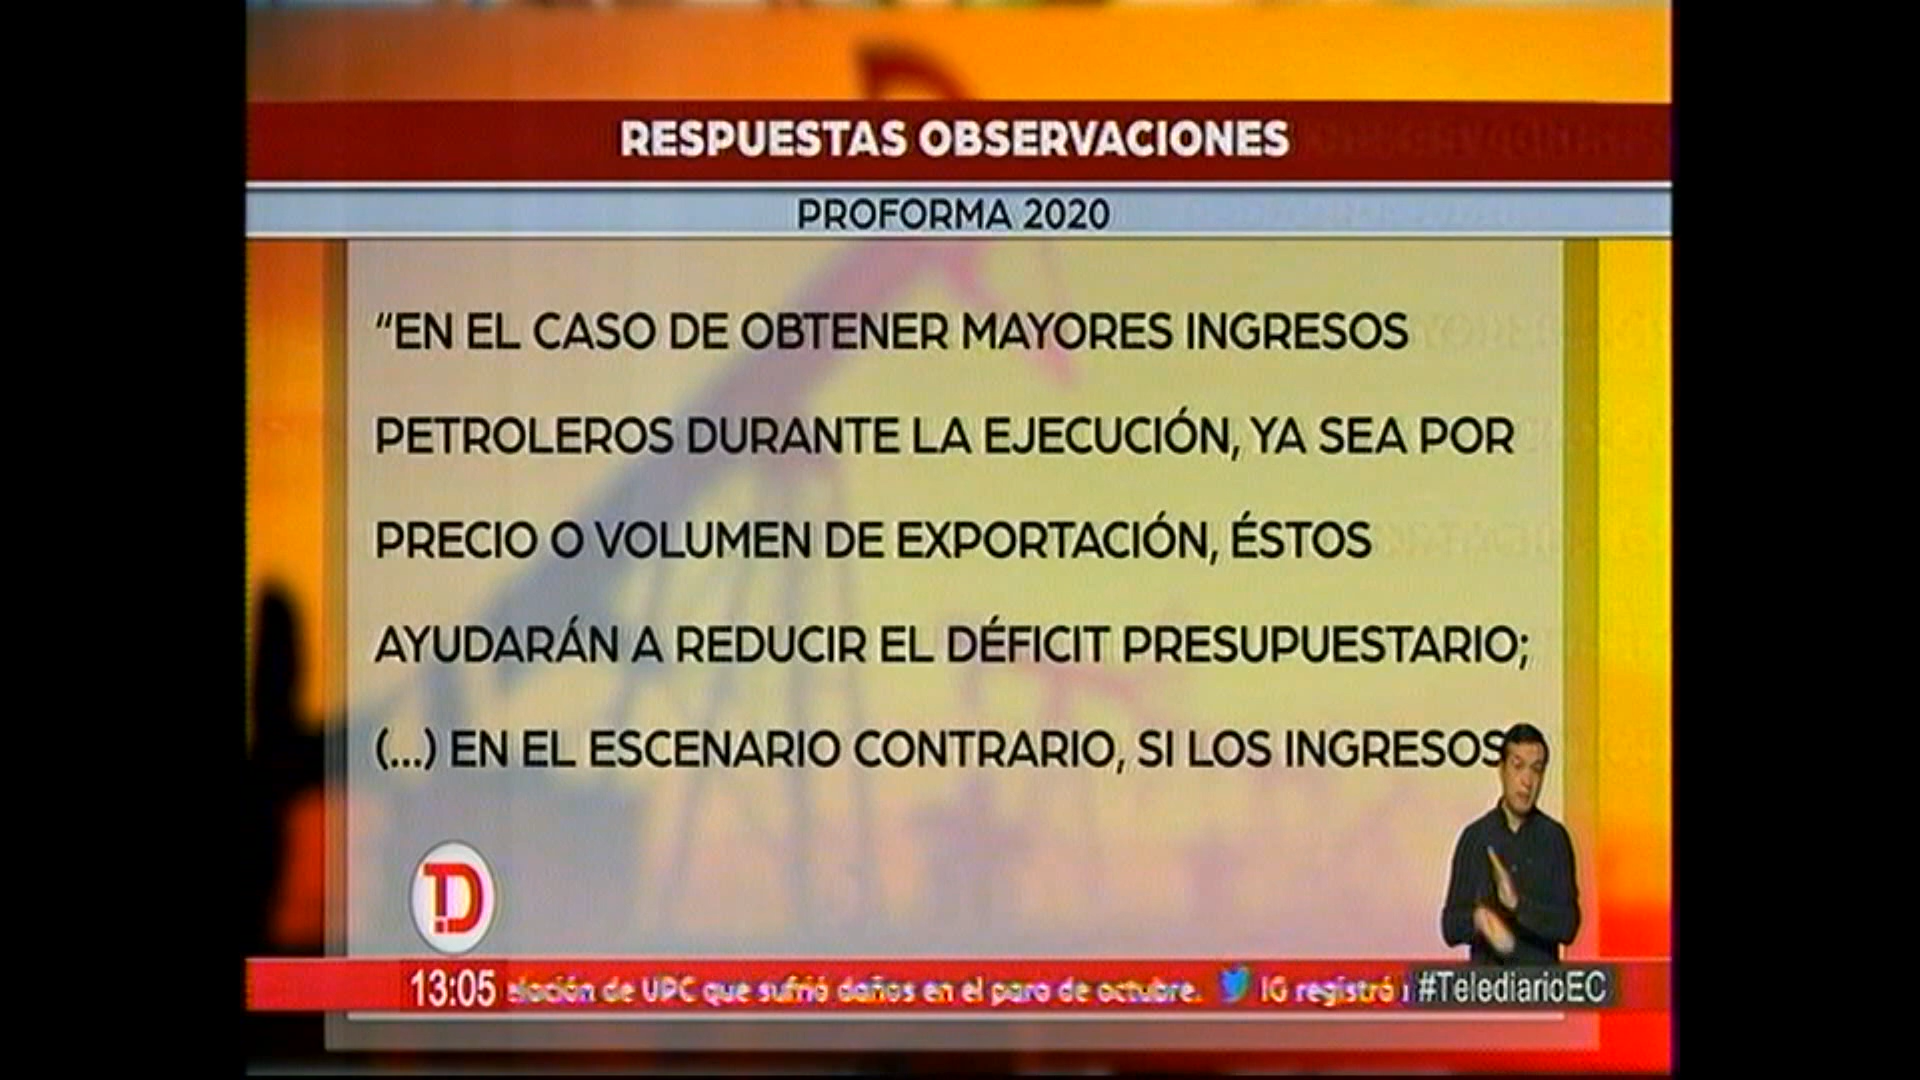 RESPUESTAS OBSERVACIONES
PROFORMA 2020
“EN EL CASO DE OBTENER MAYORES INGRESOS
PETROLEROS DURANTE LA EJECUCIÓN, YA SEA POR
PRECIO O VOLUMEN DE EXPORTACIÓN, ÉSTOS
AYUDARÁN A REDUCIR EL DÉFICIT PRESUPUESTARIO;
(...) EN EL ESCENARIO CONTRARIO, SI LOS INGRESOS
TD
13:05 de UPC que sufrió daños en el paro de octubre. IG registró #TelediarioEC